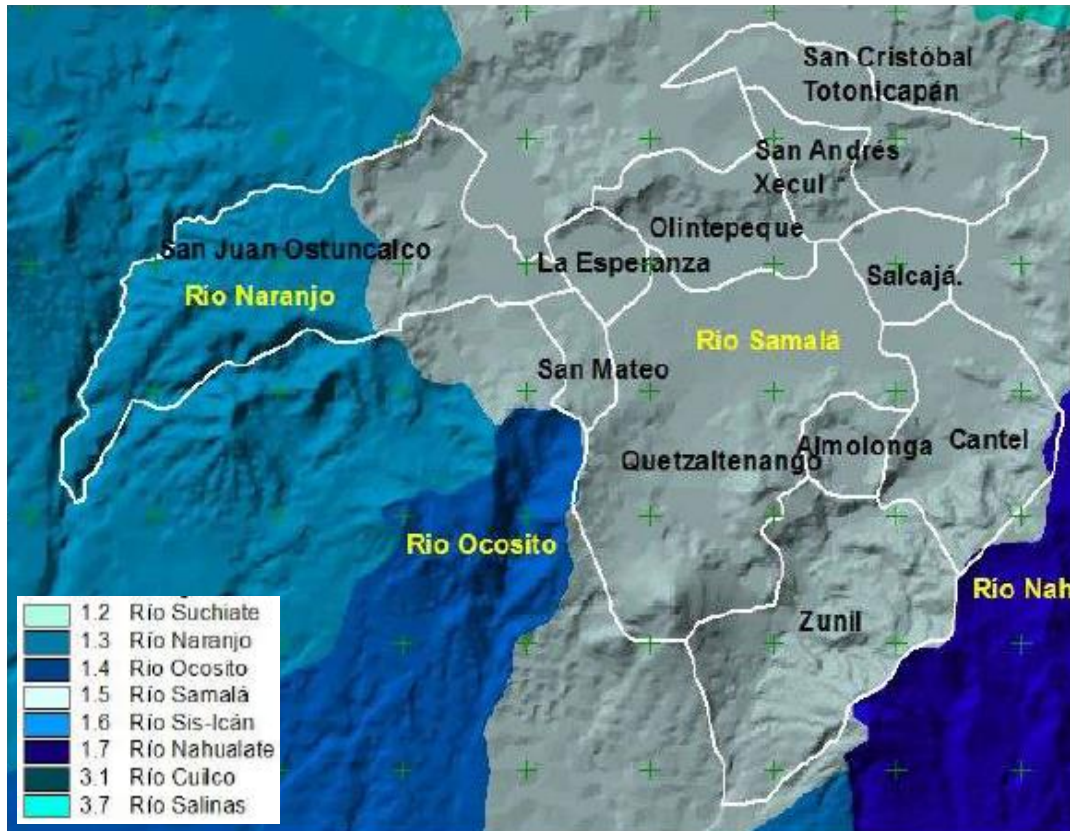 San Cristóbal
Totonicapán
San Andrés
Xecul
Olintepeque
San Juan Ostuncalco
La Esperanza
Salcajá.
Río Naranjo
Río Samalá
San Mateo
Quetzaltenango
Almolonga
Cantel
Rio Ocosito
Río Nah
Zunil
1.2 Río Suchiate
1.3 Río Naranjo
1.4 Río Ocosito
1.5 Río Samalá
1.6 Río Sis-Icán
1.7 Río Nahualate
3.1 Río Cuilco
3.7 Río Salinas